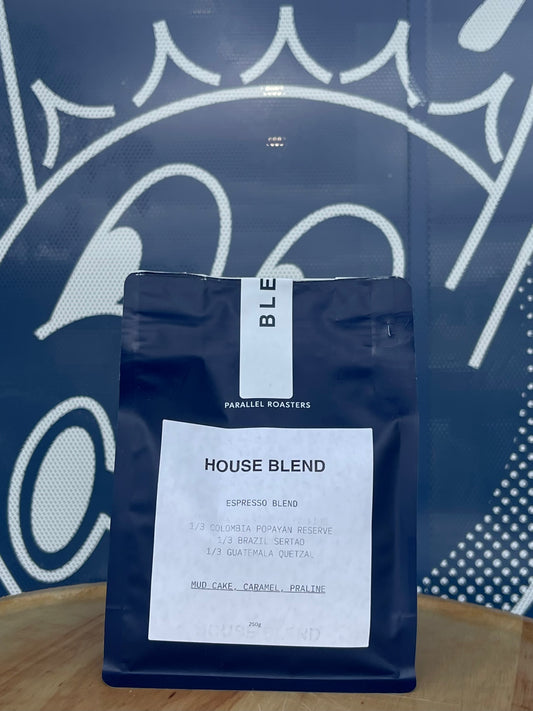 BLE
PARALLEL ROASTERS
HOUSE BLEND
ESPRESSO BLEND
1/3 COLOMBIA POPAYAN RESERVE
1/3 BRAZIL SERTAO
1/3 GUATEMALA QUETZAL
MUD CAKE, CARAMEL, PRALINE
250g
HOUSE BLEND